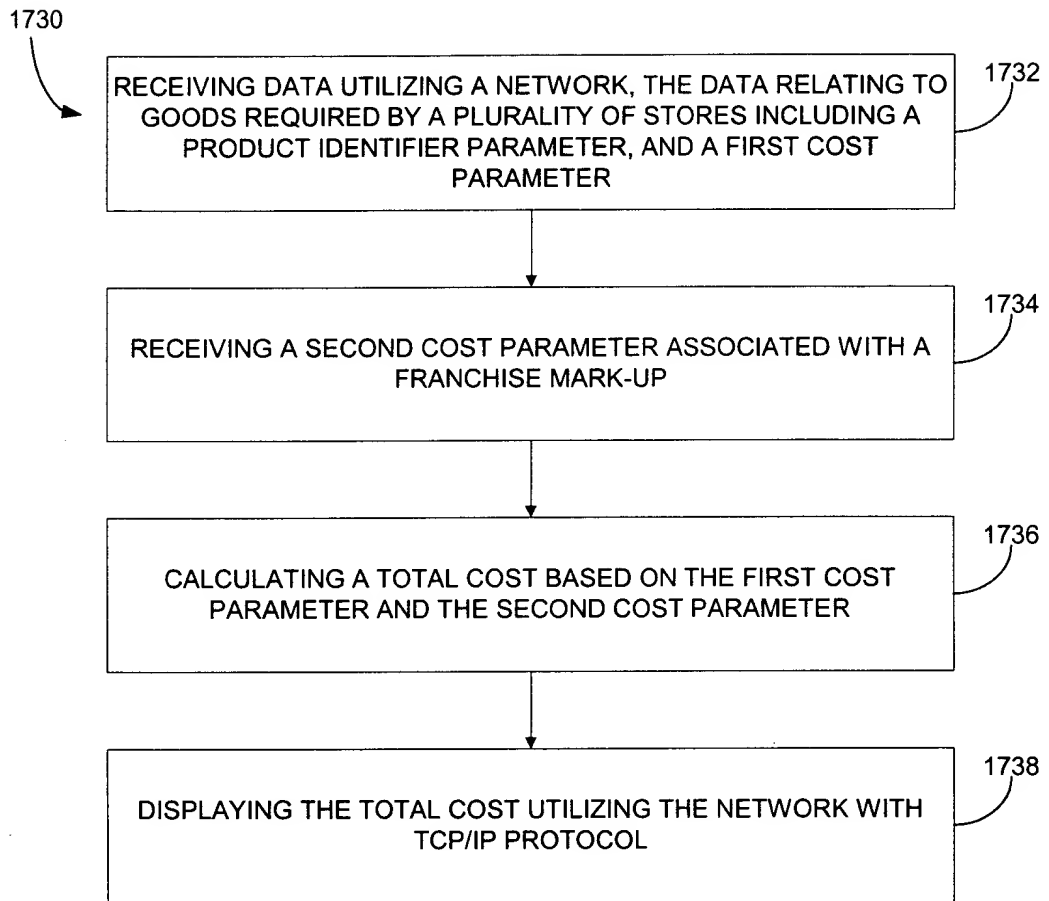 1730
RECEIVING DATA UTILIZING A NETWORK, THE DATA RELATING TO
GOODS REQUIRED BY A PLURALITY OF STORES INCLUDING A
PRODUCT IDENTIFIER PARAMETER, AND A FIRST COST
PARAMETER
1732
RECEIVING A SECOND COST PARAMETER ASSOCIATED WITH A
FRANCHISE MARK-UP
1734
CALCULATING A TOTAL COST BASED ON THE FIRST COST
PARAMETER AND THE SECOND COST PARAMETER
1736
DISPLAYING THE TOTAL COST UTILIZING THE NETWORK WITH
TCP/IP PROTOCOL
1738